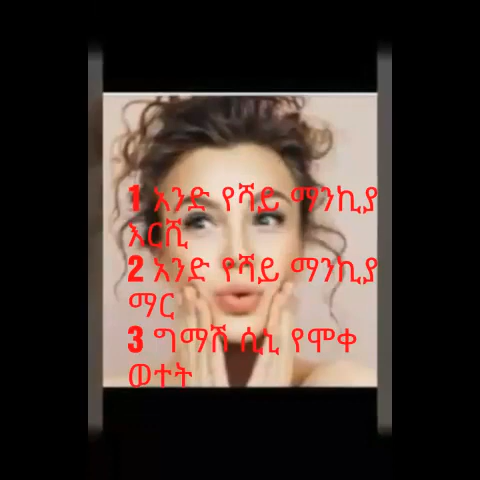 1 አንድ የሻይ ማንኪያ
እርሺ
2 አንድ የሻይ ማንኪያ
ማር
3 ግማሽ ሲኒ የሞቀ
ወተት